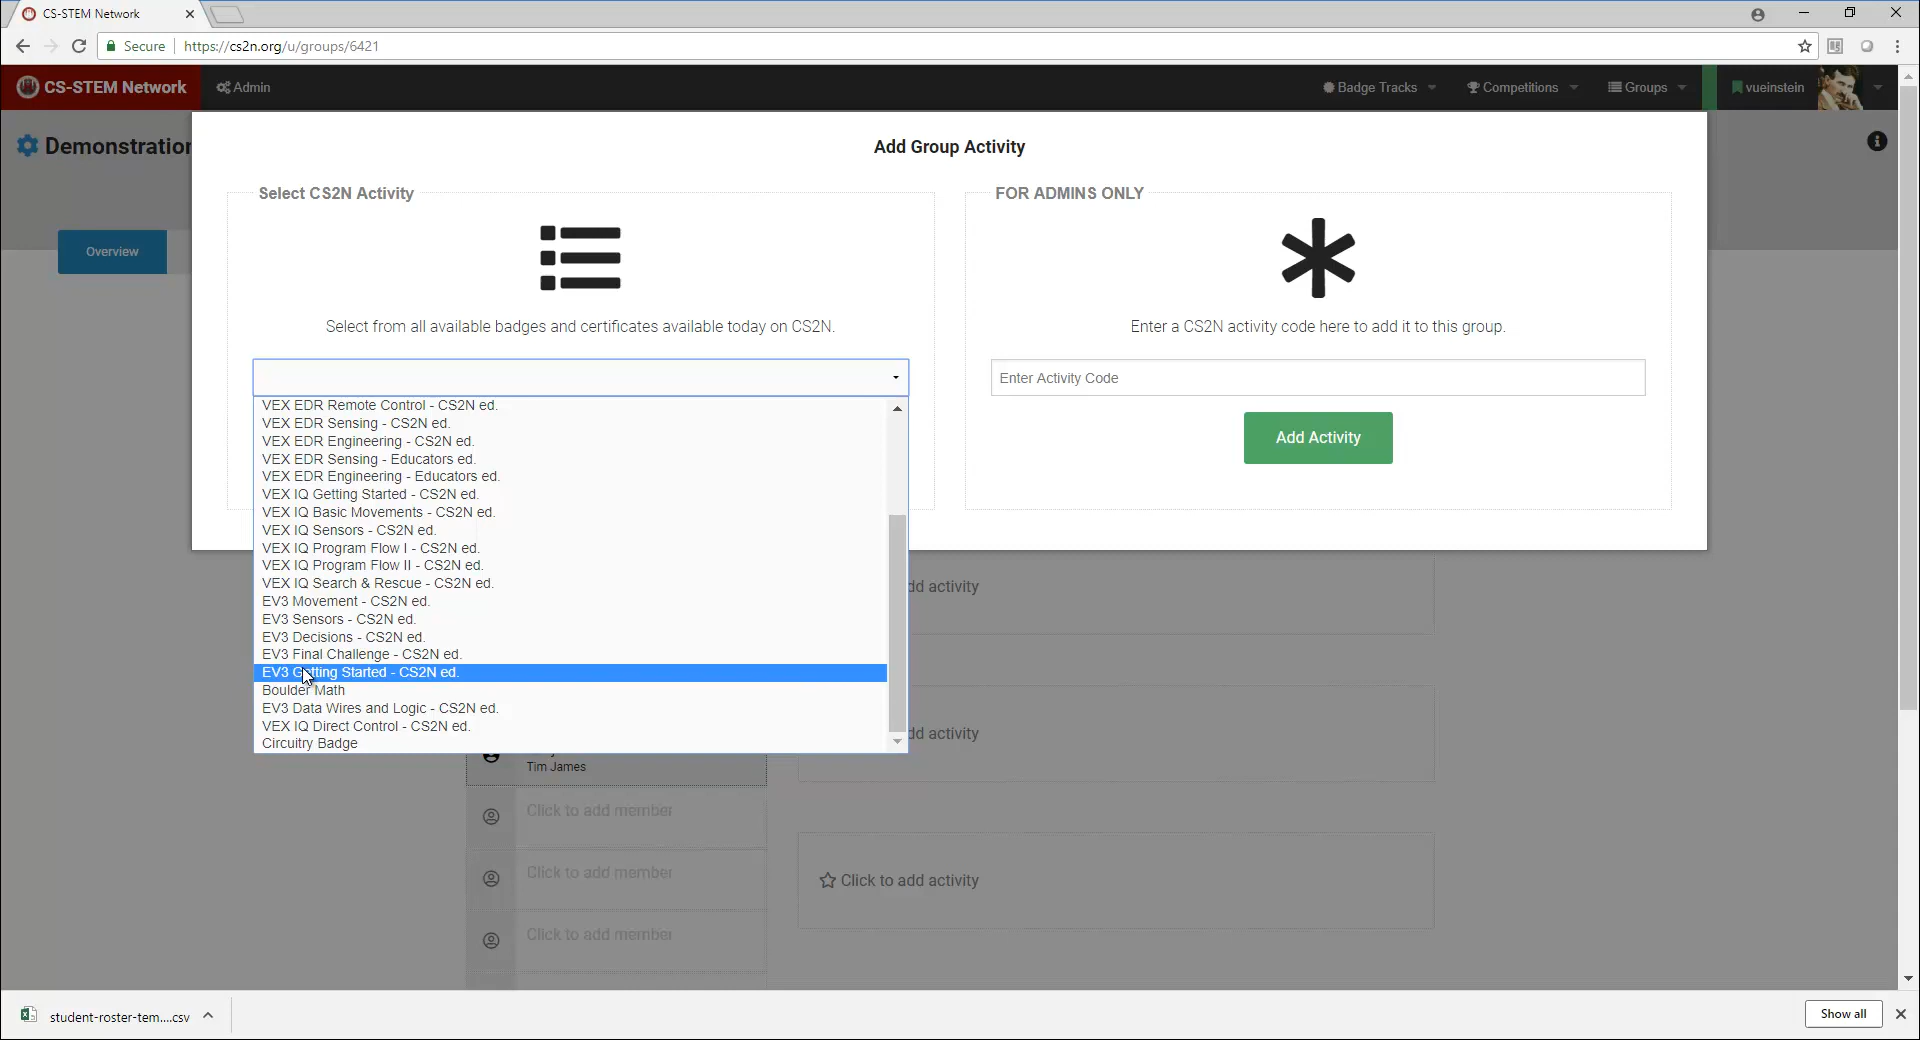 CS-STEM Network
Secure
https://cs2n.org/u/groups/6421
CS-STEM Network
Admin
Badge Tracks
Competitions
Groups
vueinstein
Demonstration
Overview
Add Group Activity
Select CS2N Activity
Select from all available badges and certificates available today on CS2N.
VEX EDR Remote Control - CS2N ed.
VEX EDR Sensing - CS2N ed.
VEX EDR Engineering - CS2N ed.
VEX EDR Sensing - Educators ed.
VEX EDR Engineering - Educators ed.
VEX IQ Getting Started - CS2N ed.
VEX IQ Basic Movements - CS2N ed.
VEX IQ Sensors - CS2N ed.
VEX IQ Program Flow I - CS2N ed.
VEX IQ Program Flow II - CS2N ed.
VEX IQ Search & Rescue - CS2N ed.
EV3 Movement - CS2N ed.
EV3 Sensors - CS2N ed.
EV3 Decisions - CS2N ed.
EV3 Final Challenge - CS2N ed.
EV3 Getting Started - CS2N ed.
Boulder Math
EV3 Data Wires and Logic - CS2N ed.
VEX IQ Direct Control - CS2N ed.
Circuitry Badge
FOR ADMINS ONLY
Enter a CS2N activity code here to add it to this group.
Enter Activity Code
Add Activity
dd activity
dd activity
Tim James
Click to add member
Click to add member
Click to add activity
Click to add member
student-roster-tem....csv
Show all